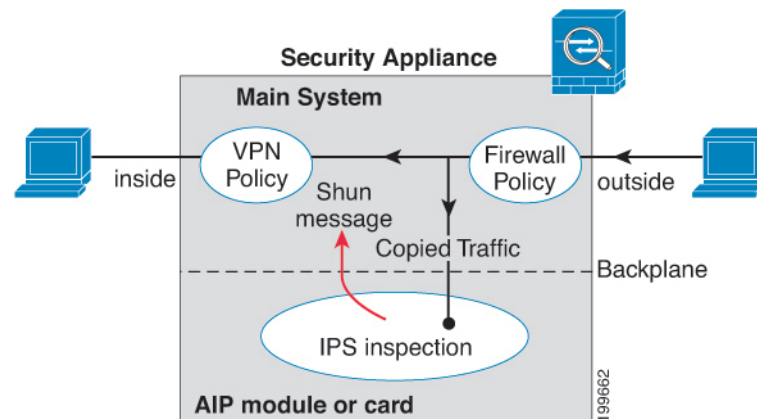 Security Appliance
Main System
VPN
Policy
Firewall
Policy
inside
outside
Shun
message
Copied Traffic
Backplane
IPS inspection
AIP module or card
199662